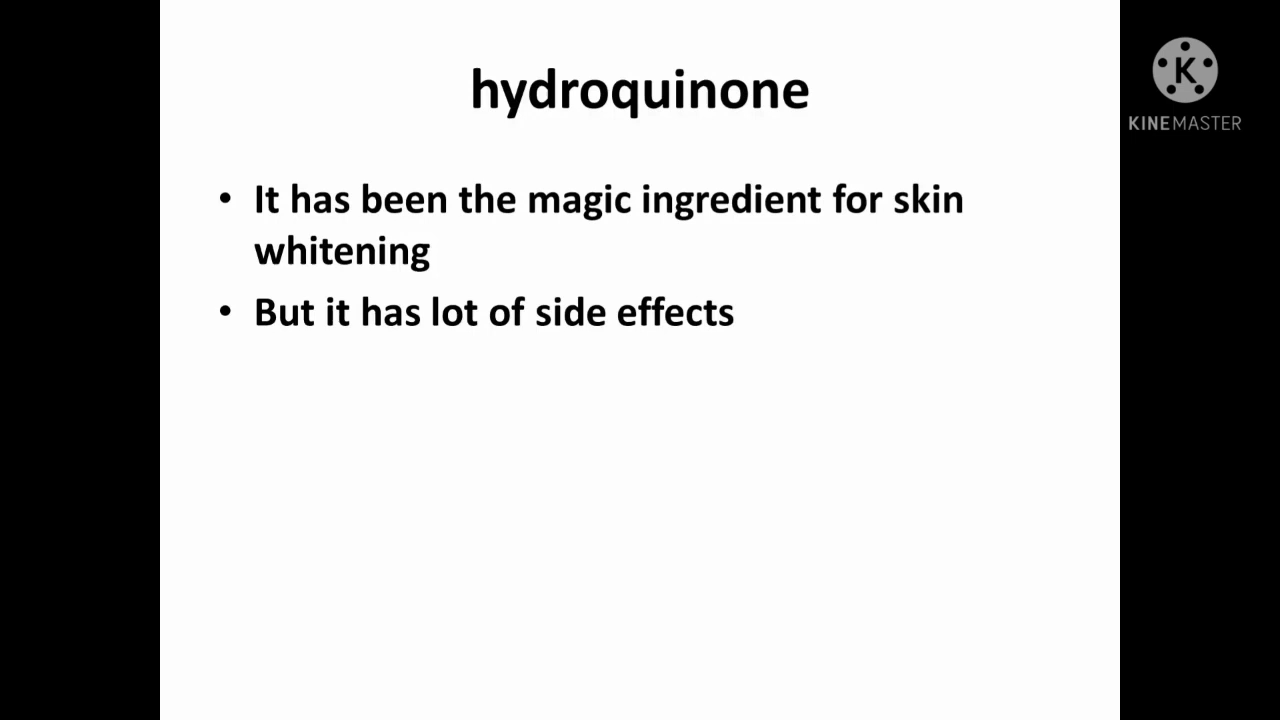 hydroquinone
K
KINEMASTER
• It has been the magic ingredient for skin
whitening
• But it has lot of side effects